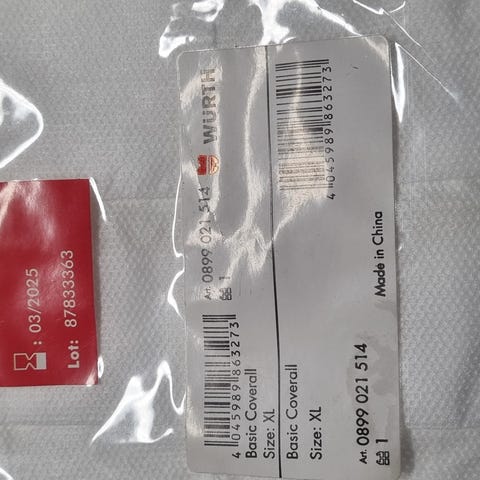 : 03/2025
Lot: 87833363
WÜRTH
Art. 0899 021 514
1
4 045989 863273
Basic Coverall
Size: XL
4 045989 863273
Basic Coverall
Size: XL
Made in China
Art. 0899 021 514
1